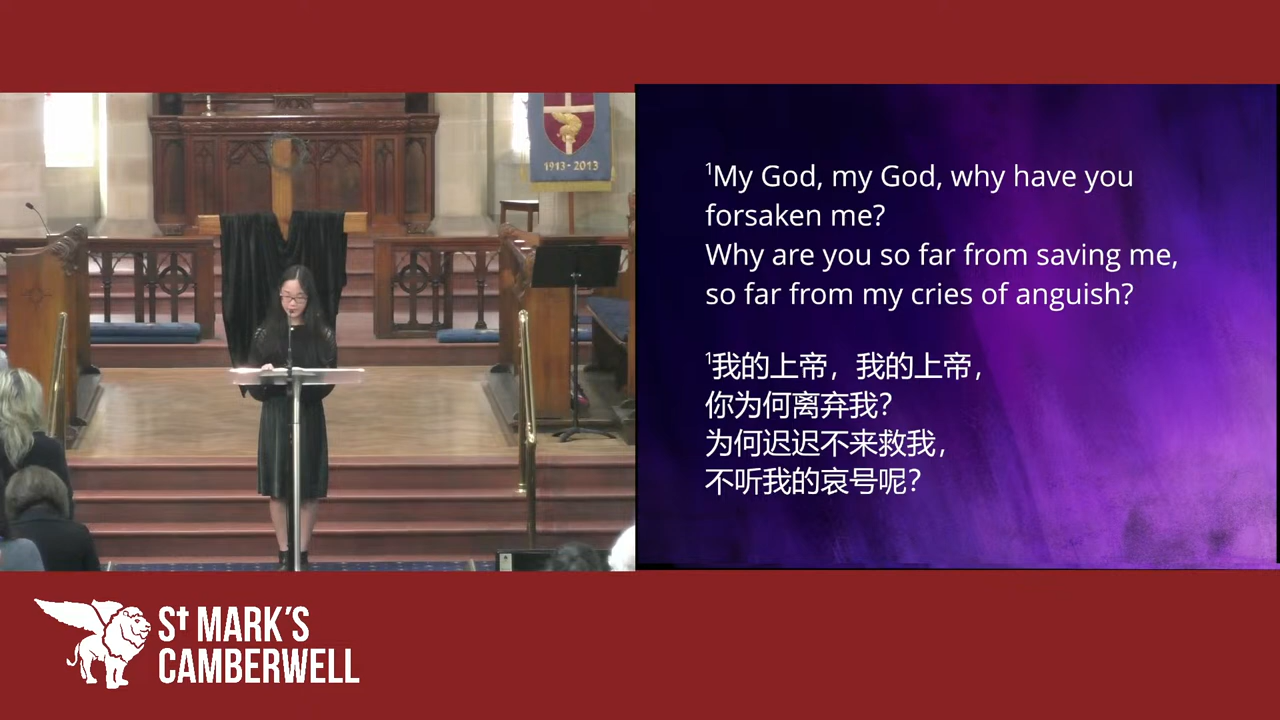 1913-2013
¹My God, my God, why have you
forsaken me?
Why are you so far from saving me,
so far from my cries of anguish?
¹我的上帝，我的上帝，
你为何离弃我？
为何迟迟不来救我，
不听我的哀号呢？
St MARK'S
CAMBERWELL